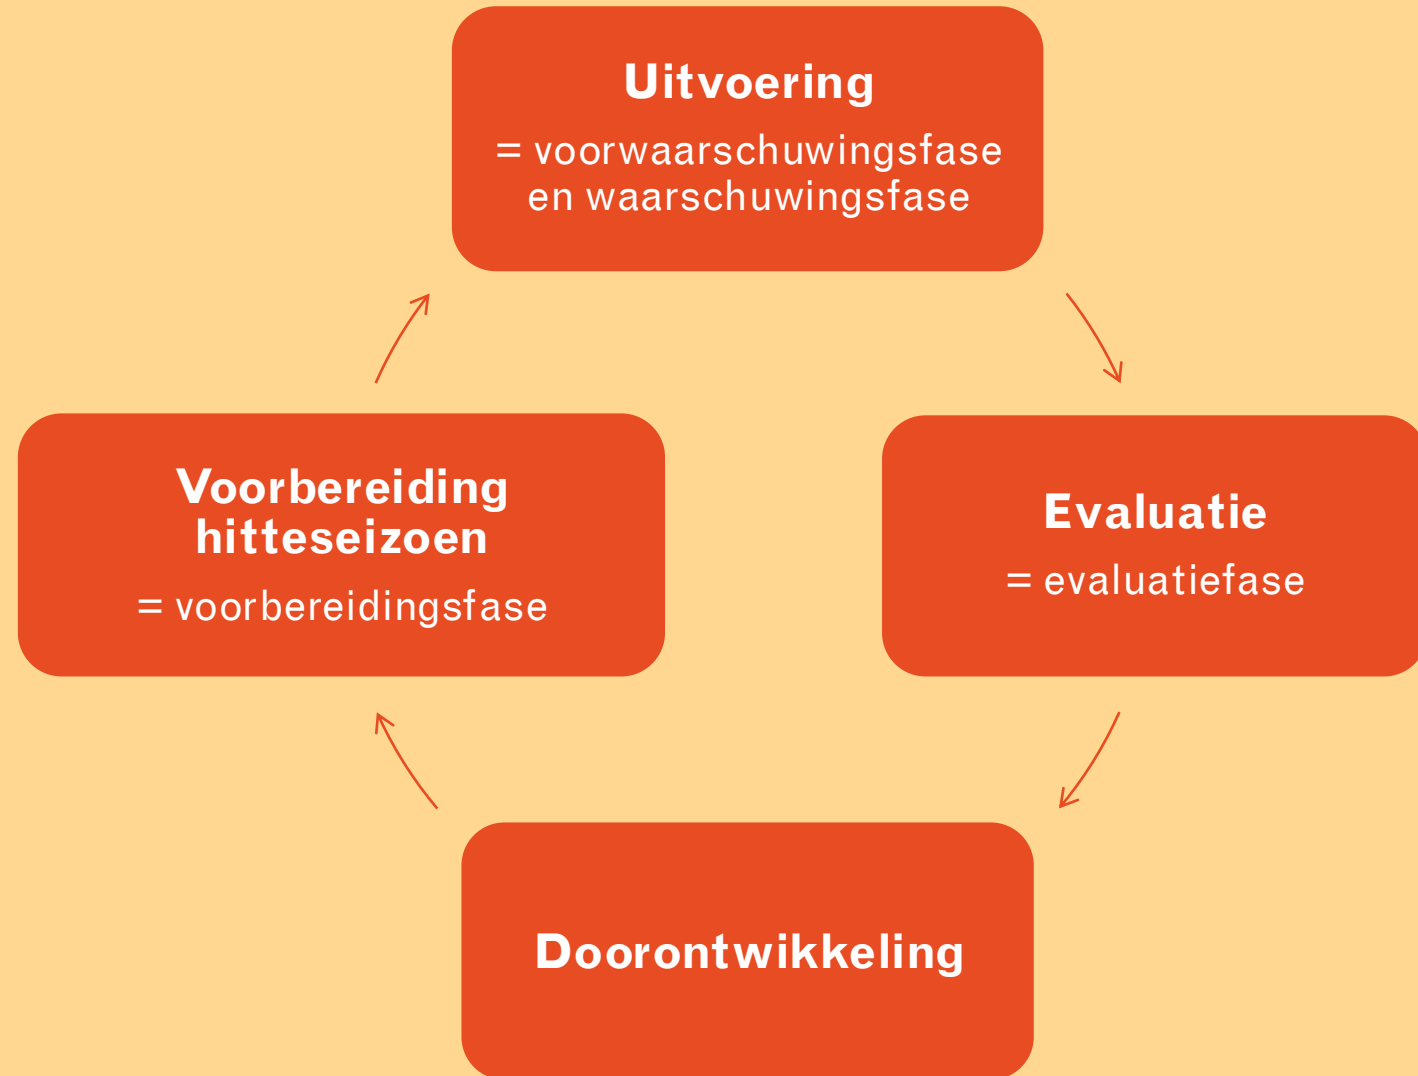 Uitvoering
= voorwaarschuwingsfase
en waarschuwingsfase
Voorbereiding
hitteseizoen
= voorbereidingsfase
Evaluatie
= evaluatiefase
Doorontwikkeling